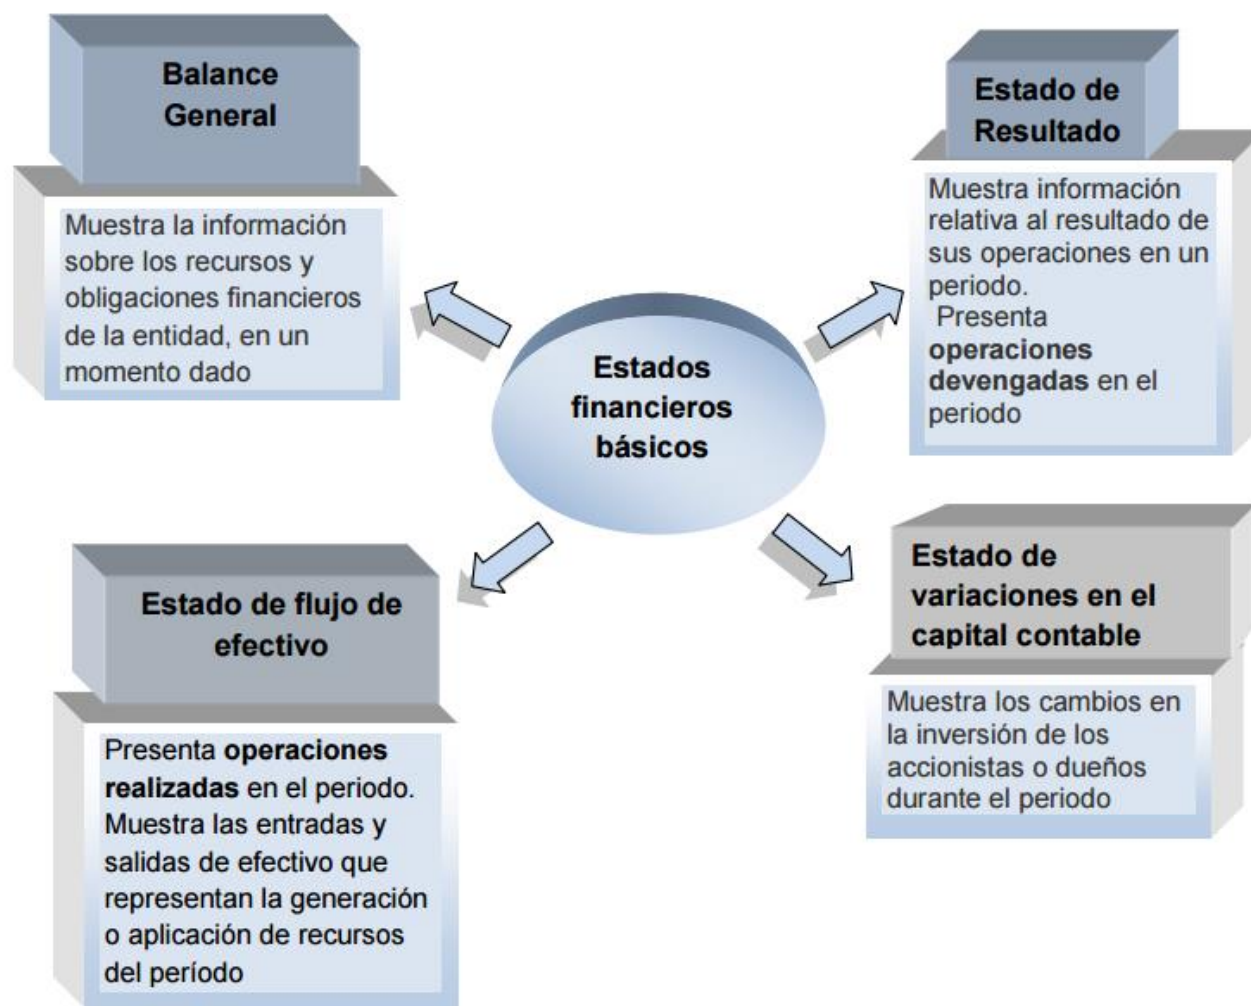 Balance
General
Muestra la información
sobre los recursos y
obligaciones financieros
de la entidad, en un
momento dado
Estado de
Resultado
Muestra información
relativa al resultado de
sus operaciones en un
periodo.
Presenta
operaciones
devengadas en el
periodo
Estados
financieros
básicos
Estado de flujo de
efectivo
Presenta operaciones
realizadas en el periodo.
Muestra las entradas y
salidas de efectivo que
representan la generación
o aplicación de recursos
del período
Estado de
variaciones en el
capital contable
Muestra los cambios en
la inversión de los
accionistas o dueños
durante el periodo